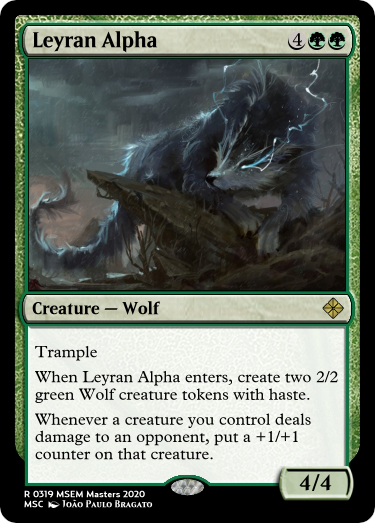 Leyran Alpha 4
Creature — Wolf
Trample
When Leyran Alpha enters, create two 2/2
green Wolf creature tokens with haste.
Whenever a creature you control deals
damage to an opponent, put a +1/+1
counter on that creature.
4/4
R 0319 MSEM Masters 2020
MSC João Paulo Bragato